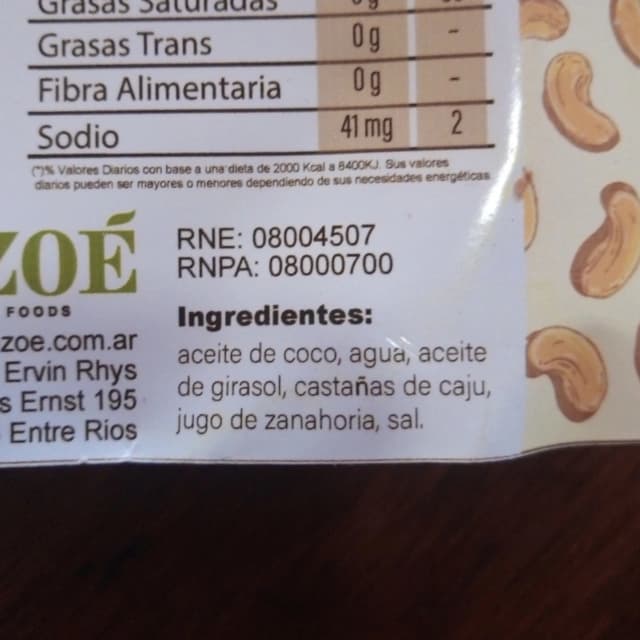 Grasas Saturadas
Grasas Trans 0g -
Fibra Alimentaria 0g -
Sodio 41 mg 2
(*)% Valores Diarios con base a una dieta de 2000 Kcal a 8400KJ. Sus valores
diarios pueden ser mayores o menores dependiendo de sus necesidades energéticas
ZOÉ
FOODS
zoe.com.ar
Ervin Rhys
s Ernst 195
Entre Rios
RNE: 08004507
RNPA: 08000700
Ingredientes:
aceite de coco, agua, aceite
de girasol, castañas de caju,
jugo de zanahoria, sal.